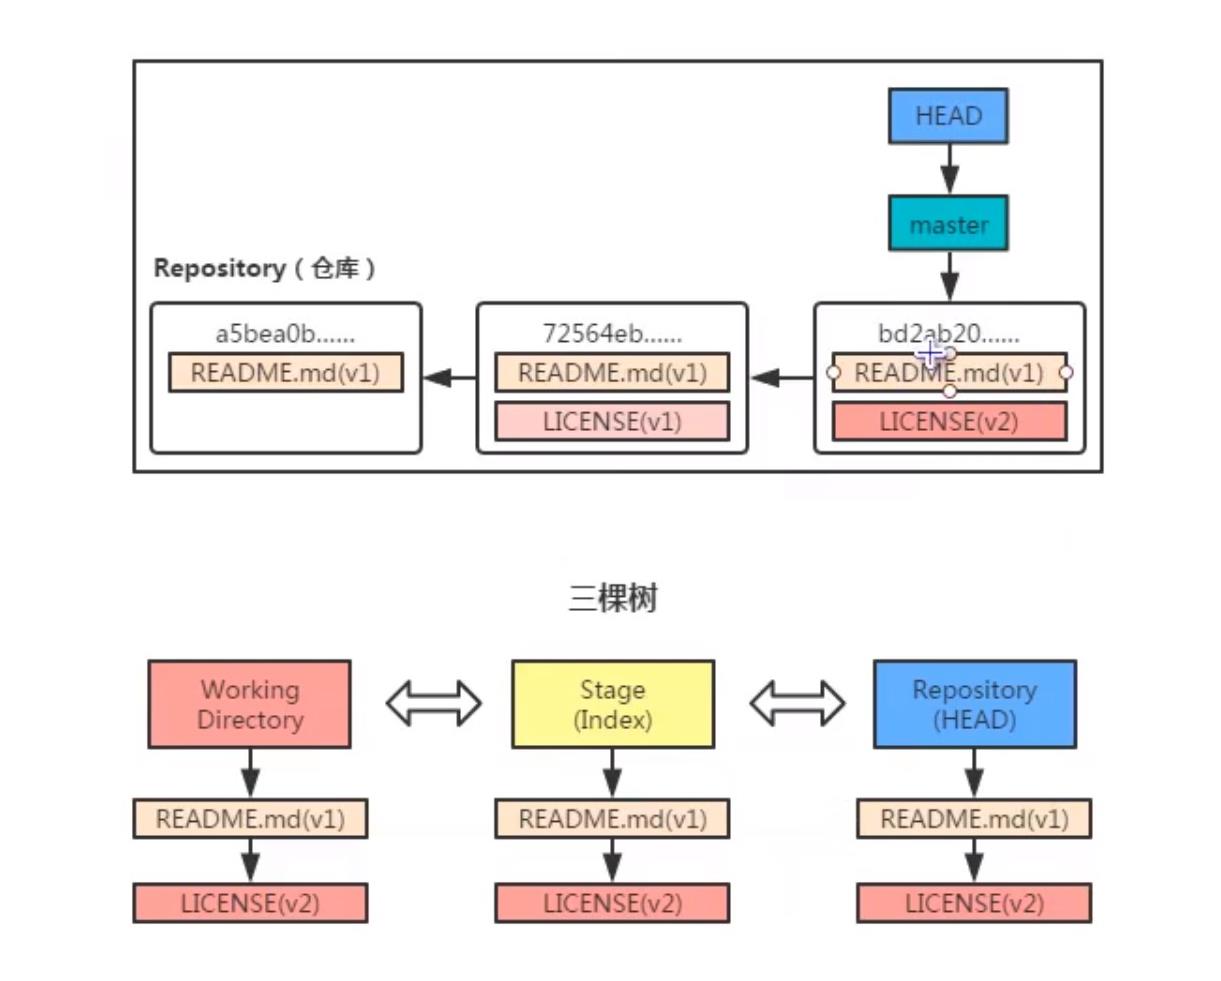 HEAD
master
Repository（仓库）
a5bea0b......
72564eb......
bd2ab20......
README.md(v1)
README.md(v1)
README.md(v1)
LICENSE(v1)
LICENSE(v2)
三棵树
Working
Directory
Stage
(Index)
Repository
(HEAD)
README.md(v1)
README.md(v1)
README.md(v1)
LICENSE(v2)
LICENSE(v2)
LICENSE(v2)